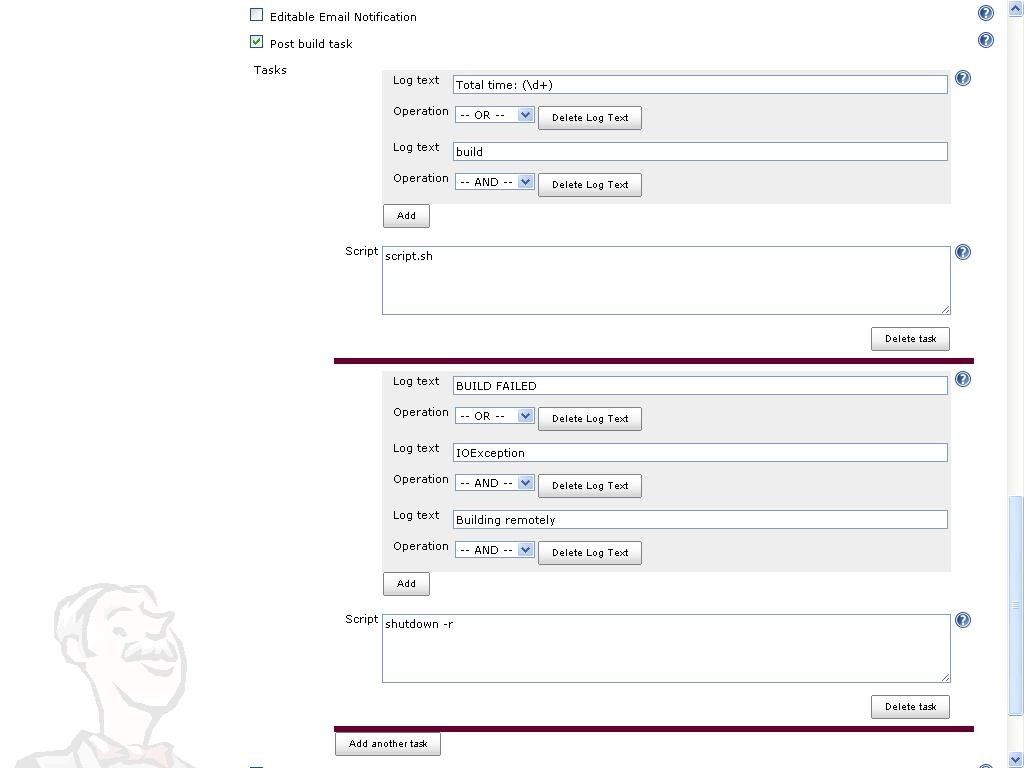 Editable Email Notification
Post build task
Tasks
Log text Total time: (\d+)
Operation -- OR -- Delete Log Text
Log text build
Operation -- AND -- Delete Log Text
Add
Script script.sh
Delete task
Log text BUILD FAILED
Operation -- OR -- Delete Log Text
Log text IOException
Operation -- AND -- Delete Log Text
Log text Building remotely
Operation -- AND -- Delete Log Text
Add
Script shutdown -r
Delete task
Add another task